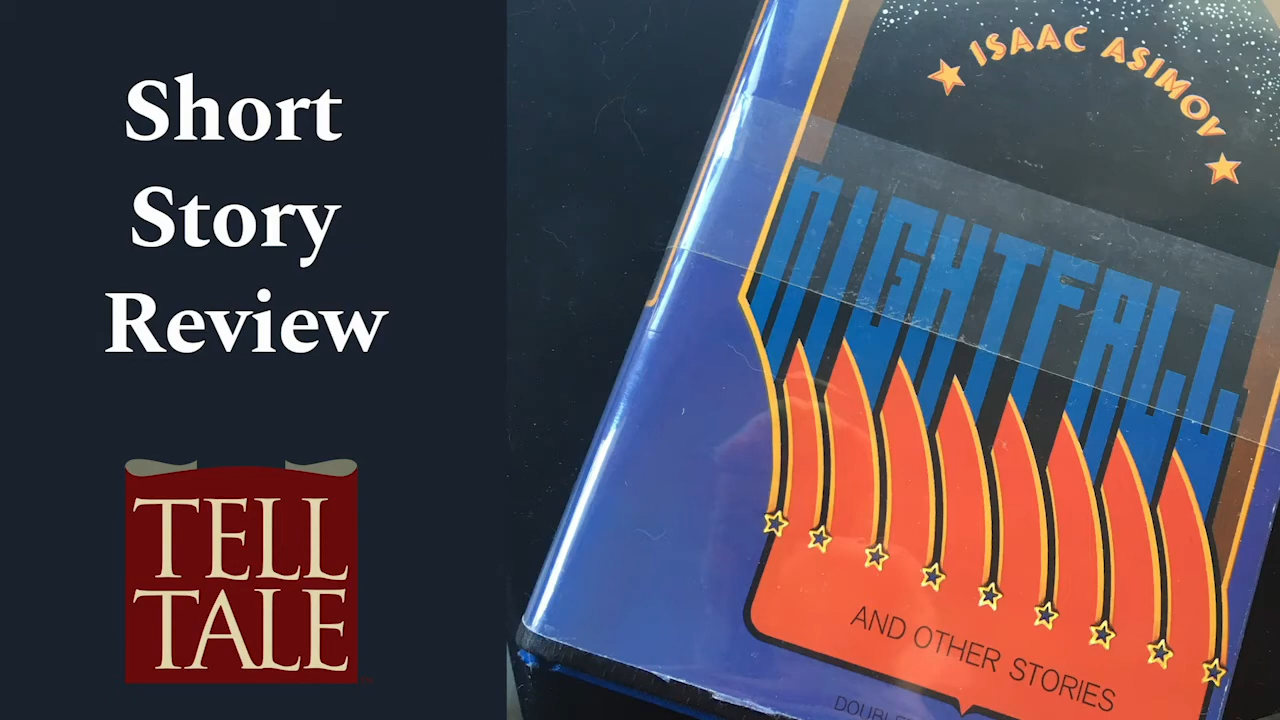 Short
Story
Review
TELL
TALE
ISAAC ASIMOV
NIGHTFALL
AND OTHER STORIES